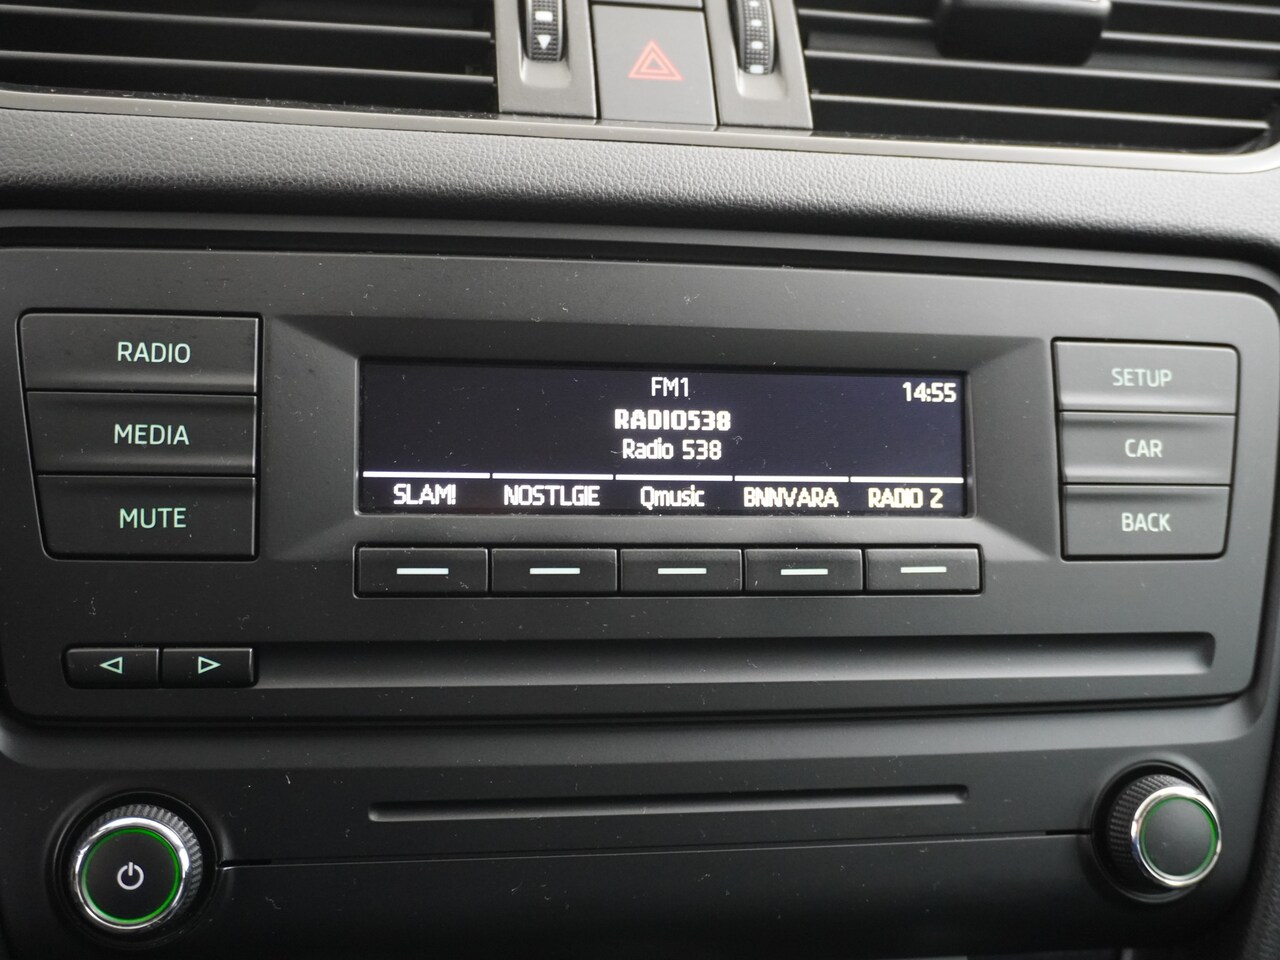 RADIO
MEDIA
MUTE
FM1
14:55
RADIO538
Radio 538
SLAM! NOSTLGIE Qmusic BNNVARA RADIO 2
SETUP
CAR
BACK